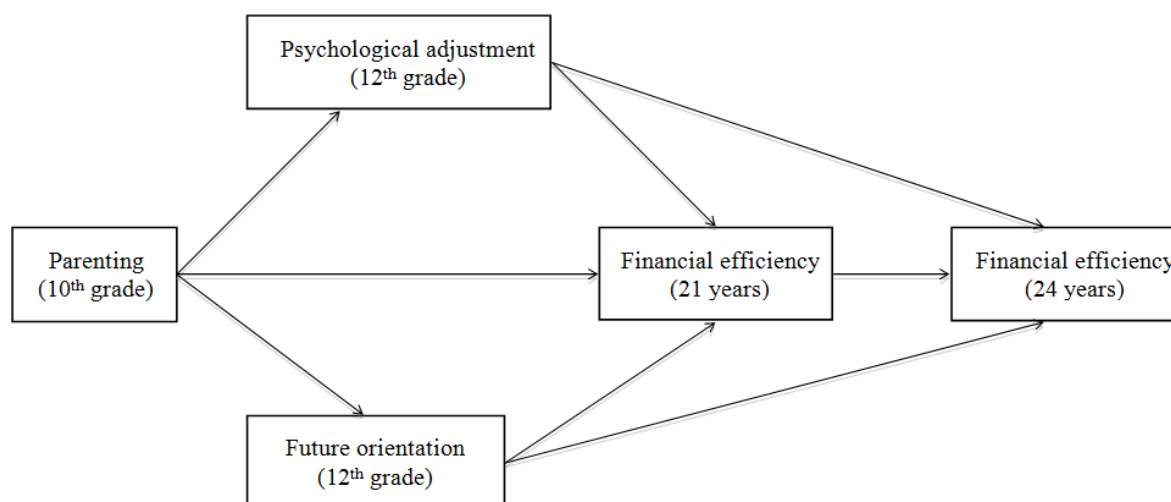 Psychological adjustment
(12th grade)
Parenting
(10th grade)
Financial efficiency
(21 years)
Financial efficiency
(24 years)
Future orientation
(12th grade)